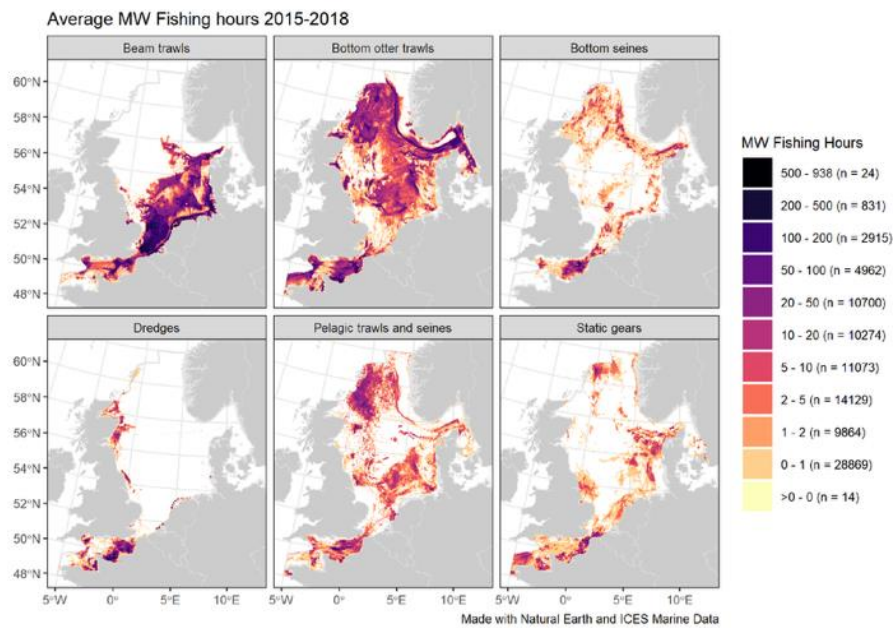 Average MW Fishing hours 2015-2018
Beam trawls
Bottom otter trawls
Bottom seines
60°N
58°N
56°N
54°N
52°N
50°N
48°N
MW Fishing Hours
500 - 938 (n = 24)
200 - 500 (n = 831)
100 - 200 (n = 2915)
50 - 100 (n = 4962)
20 - 50 (n = 10700)
10 - 20 (n = 10274)
5 - 10 (n = 11073)
2 - 5 (n = 14129)
1 - 2 (n = 9864)
0 - 1 (n = 28869)
>0 - 0 (n = 14)
Dredges
Pelagic trawls and seines
Static gears
60°N
58°N
56°N
54°N
52°N
50°N
48°N
5°W 0° 5°E 10°E
0° 5°E 10°E
0° 5°E 10°E
Made with Natural Earth and ICES Marine Data